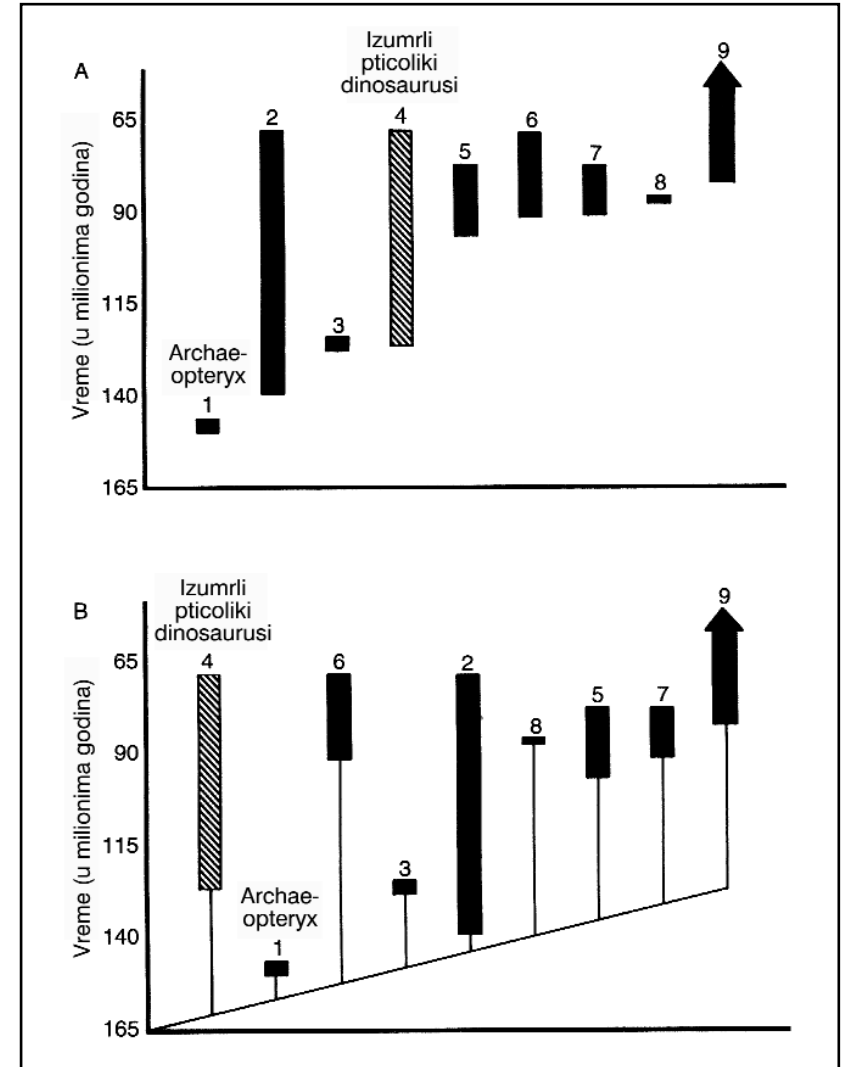 A
Izumrli
pticoliki
dinosaurusi
9
65
2
4
5
6
7
8
90
115
3
Archae-
opteryx
140
1
165
Vreme (u milionima godina)
B
Izumrli
pticoliki
dinosaurusi
9
65
4
6
2
8
5
7
90
115
3
Archae-
opteryx
140
1
165
Vreme (u milionima godina)